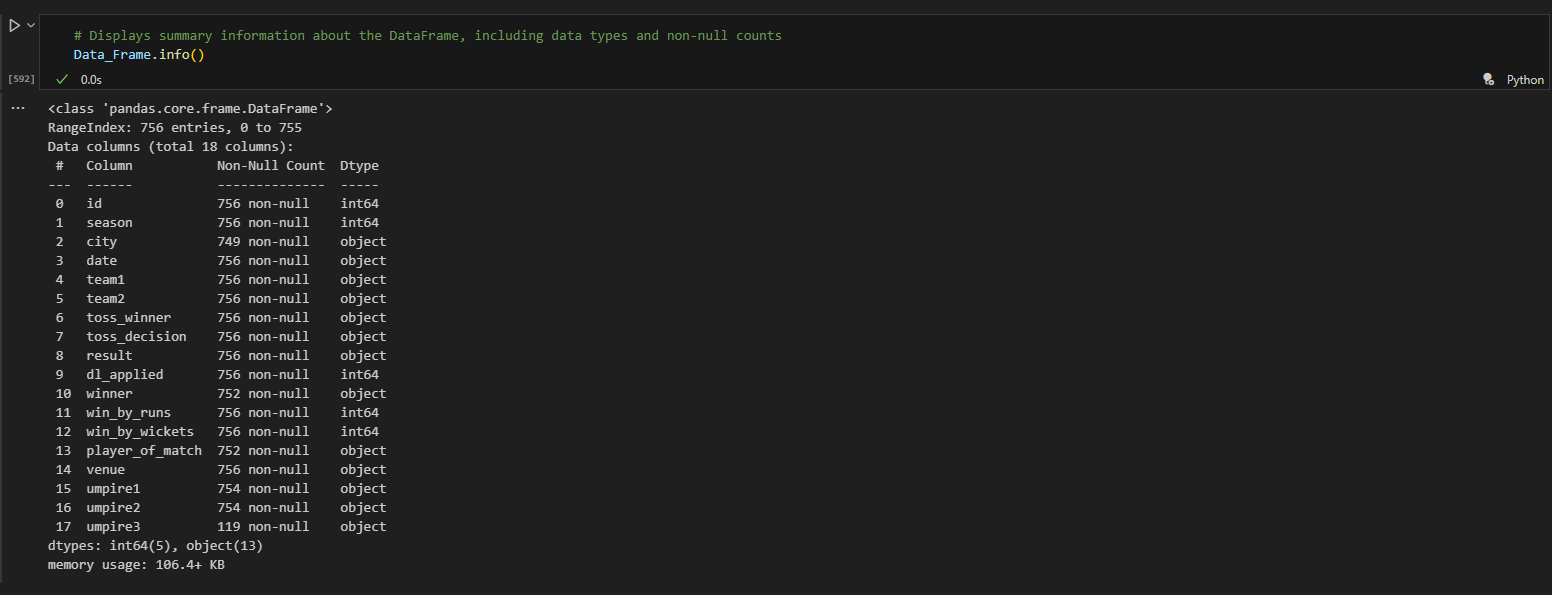 # Displays summary information about the DataFrame, including data types and non-null counts
Data_Frame.info()
[592] 0.0s Python
... <class 'pandas.core.frame.DataFrame'>
RangeIndex: 756 entries, 0 to 755
Data columns (total 18 columns):
 #   Column           Non-Null Count  Dtype
---  ------           --------------  -----
 0   id               756 non-null    int64
 1   season           756 non-null    int64
 2   city             749 non-null    object
 3   date             756 non-null    object
 4   team1            756 non-null    object
 5   team2            756 non-null    object
 6   toss_winner      756 non-null    object
 7   toss_decision    756 non-null    object
 8   result           756 non-null    object
 9   dl_applied       756 non-null    int64
 10  winner           752 non-null    object
 11  win_by_runs      756 non-null    int64
 12  win_by_wickets   756 non-null    int64
 13  player_of_match  752 non-null    object
 14  venue            756 non-null    object
 15  umpire1          754 non-null    object
 16  umpire2          754 non-null    object
 17  umpire3          119 non-null    object
dtypes: int64(5), object(13)
memory usage: 106.4+ KB